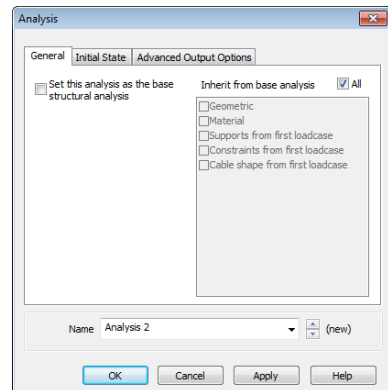 Analysis
General Initial State Advanced Output Options
Set this analysis as the base
structural analysis
Inherit from base analysis All
Geometric
Material
Supports from first loadcase
Constraints from first loadcase
Cable shape from first loadcase
Name Analysis 2 (new)
OK Cancel Apply Help